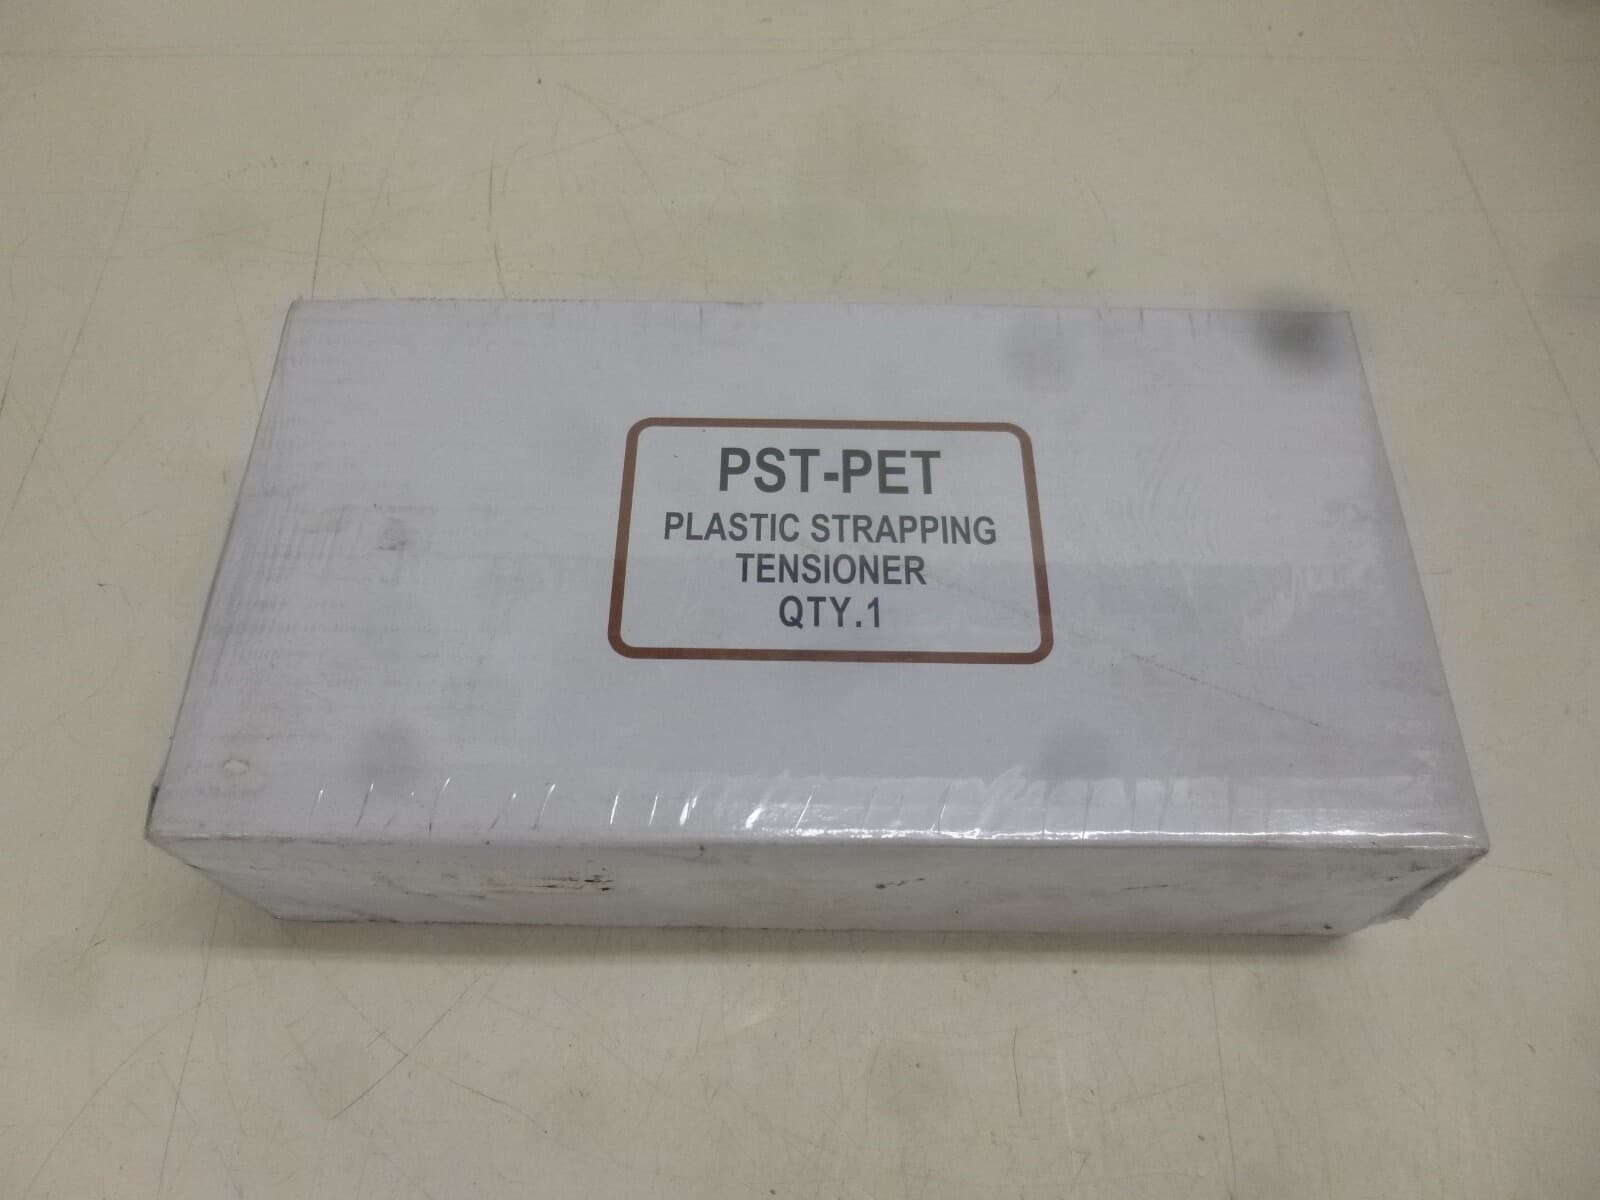 PST-PET
PLASTIC STRAPPING
TENSIONER
QTY.1